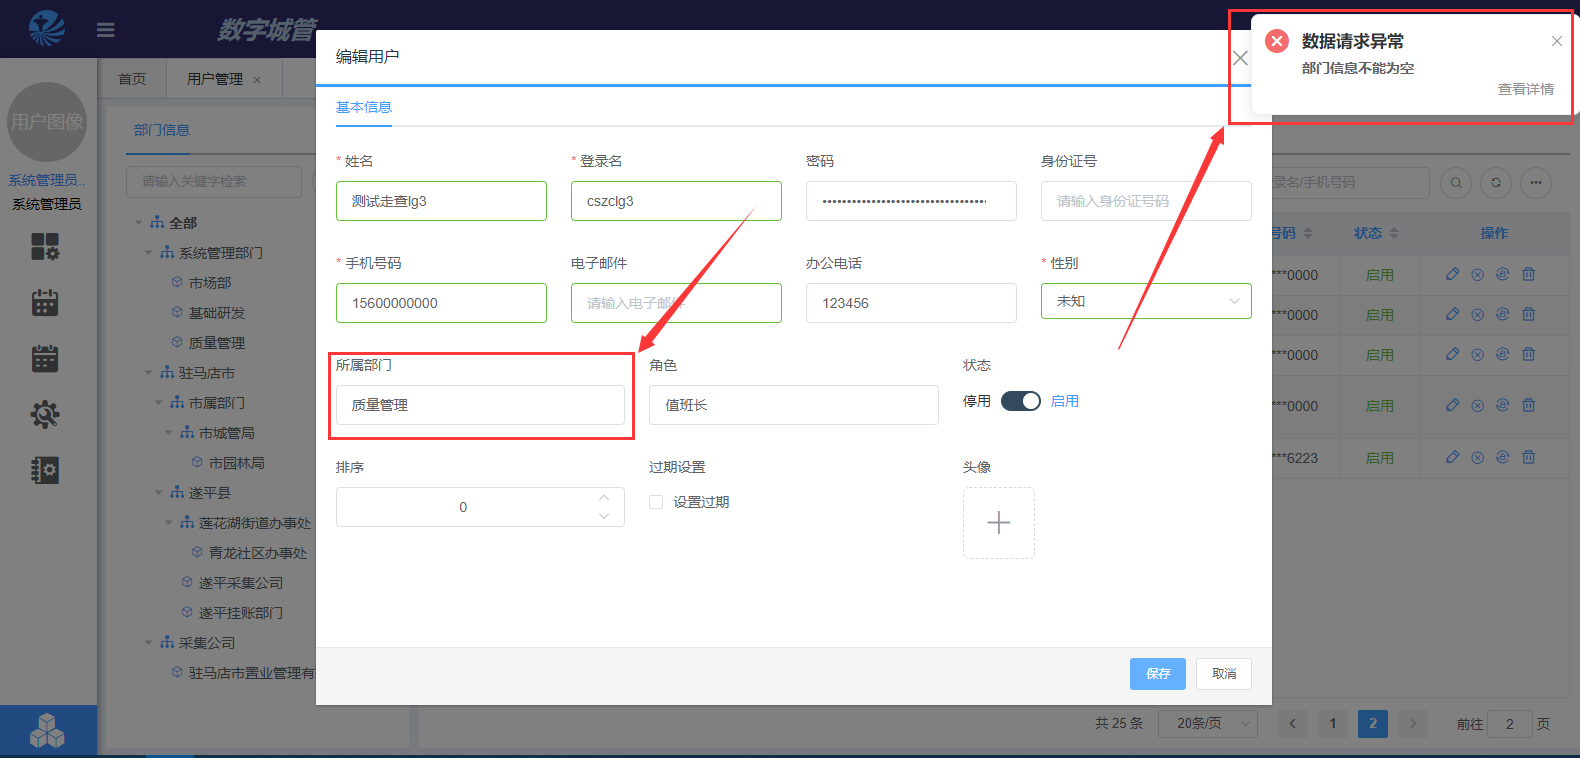 数字城管
首页
用户管理
用户图像
系统管理员..
系统管理员
部门信息
请输入关键字检索
全部
系统管理部门
市场部
基础研发
质量管理
驻马店市
市属部门
市城管局
市园林局
遂平县
莲花湖街道办事处
青龙社区办事处
遂平采集公司
遂平挂账部门
采集公司
驻马店市置业管理有
编辑用户
基本信息
* 姓名
* 登录名
密码
身份证号
测试走查lg3
cszclg3
请输入身份证号码
* 手机号码
电子邮件
办公电话
* 性别
15600000000
请输入电子邮件
123456
未知
所属部门
角色
状态
质量管理
值班长
停用
启用
排序
过期设置
头像
0
设置过期
保存
取消
数据请求异常
部门信息不能为空
查看详情
录名/手机号码
号码
状态
操作
***0000
启用
***0000
启用
***0000
启用
***0000
启用
***6223
启用
共 25 条
20条/页
1
2
前往
2
页